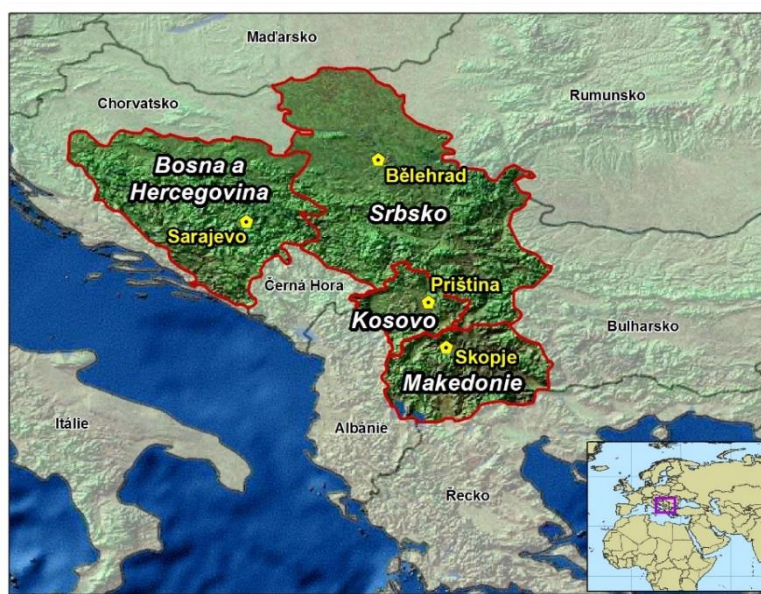 Maďarsko
Rumunsko
Chorvatsko
Bosna a
Hercegovina
Bělehrad
Srbsko
Sarajevo
Černá Hora
Priština
Kosovo
Bulharsko
Skopje
Makedonie
Itálie
Albánie
Řecko